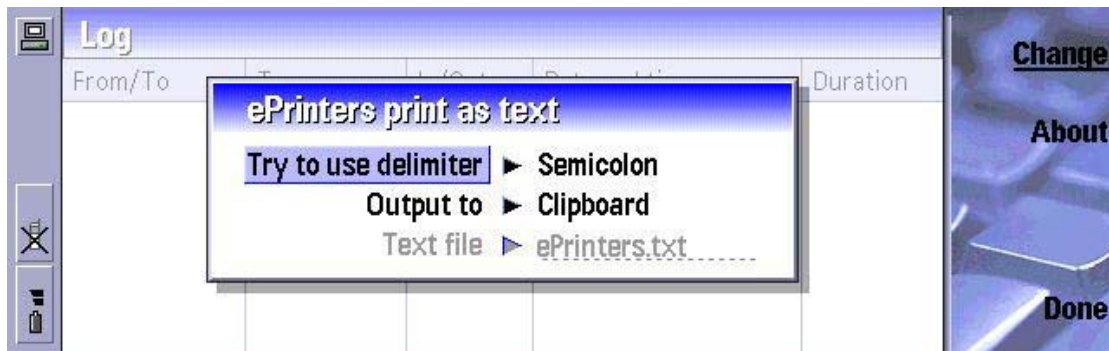 Log
From/To
Duration
ePrinters print as text
Try to use delimiter Semicolon
Output to Clipboard
Text file ePrinters.txt
Change
About
Done